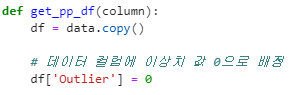 def get_pp_df(column):
    df = data.copy()
    # 데이터 컬럼에 이상치 값 0으로 배정
    df['Outlier'] = 0